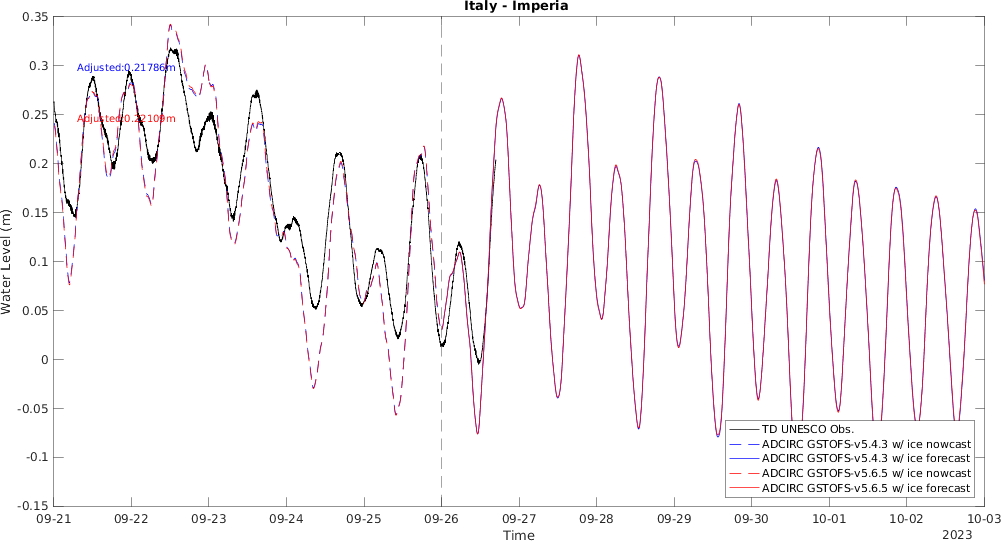 Italy - Imperia
0.35
0.3
0.25
0.2
0.15
0.1
0.05
0
-0.05
-0.1
-0.15
Water Level (m)
Adjusted:0.21786m
Adjusted:0.22109m
TD UNESCO Obs.
ADCIRC GSTOFS-v5.4.3 w/ ice nowcast
ADCIRC GSTOFS-v5.4.3 w/ ice forecast
ADCIRC GSTOFS-v5.6.5 w/ ice nowcast
ADCIRC GSTOFS-v5.6.5 w/ ice forecast
09-21 09-22 09-23 09-24 09-25 09-26 09-27 09-28 09-29 09-30 10-01 10-02 10-03
Time
2023